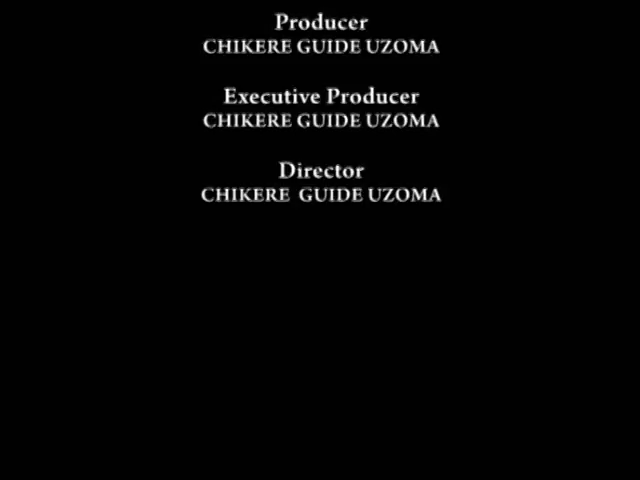 Producer
CHIKERE GUIDE UZOMA
Executive Producer
CHIKERE GUIDE UZOMA
Director
CHIKERE GUIDE UZOMA